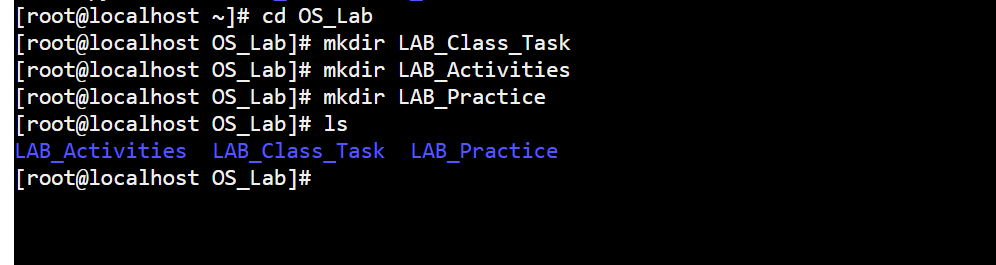 [root@localhost ~]# cd OS_Lab
[root@localhost OS_Lab]# mkdir LAB_Class_Task
[root@localhost OS_Lab]# mkdir LAB_Activities
[root@localhost OS_Lab]# mkdir LAB_Practice
[root@localhost OS_Lab]# ls
LAB_Activities  LAB_Class_Task  LAB_Practice
[root@localhost OS_Lab]#